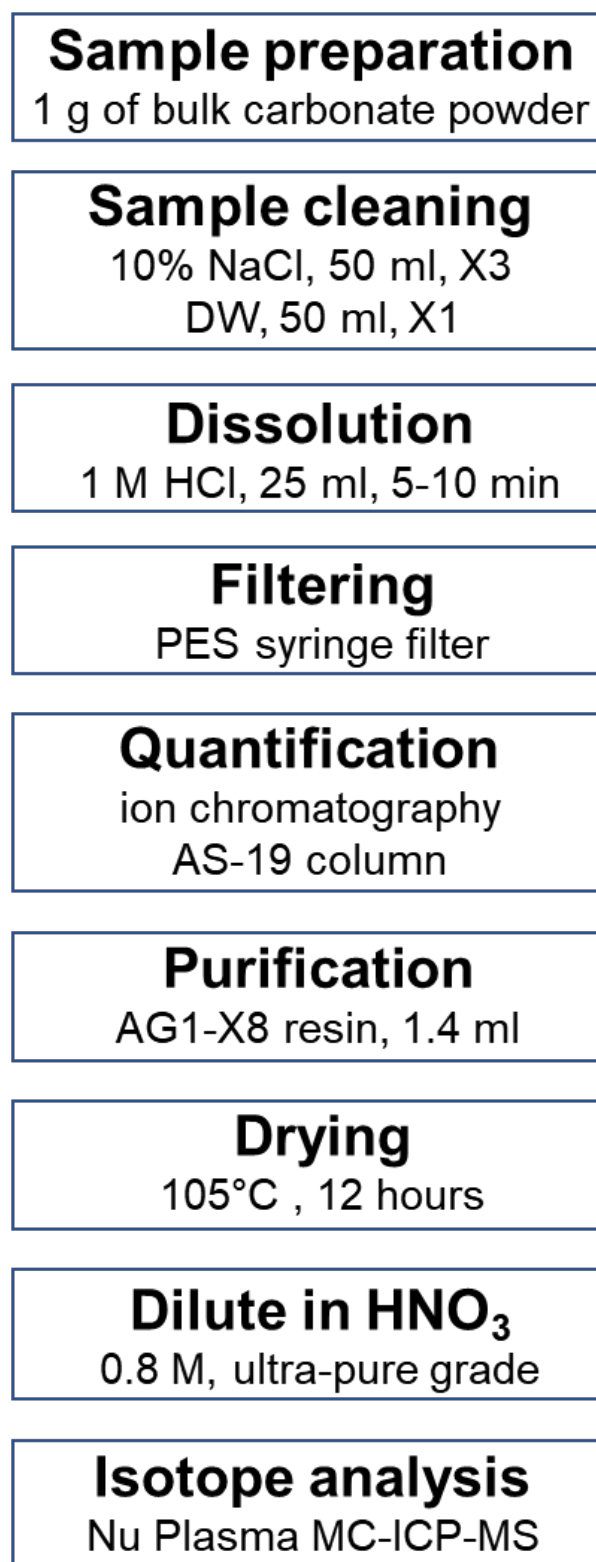 Sample preparation
1 g of bulk carbonate powder
Sample cleaning
10% NaCl, 50 ml, X3
DW, 50 ml, X1
Dissolution
1 M HCl, 25 ml, 5-10 min
Filtering
PES syringe filter
Quantification
ion chromatography
AS-19 column
Purification
AG1-X8 resin, 1.4 ml
Drying
105°C , 12 hours
Dilute in HNO₃
0.8 M, ultra-pure grade
Isotope analysis
Nu Plasma MC-ICP-MS